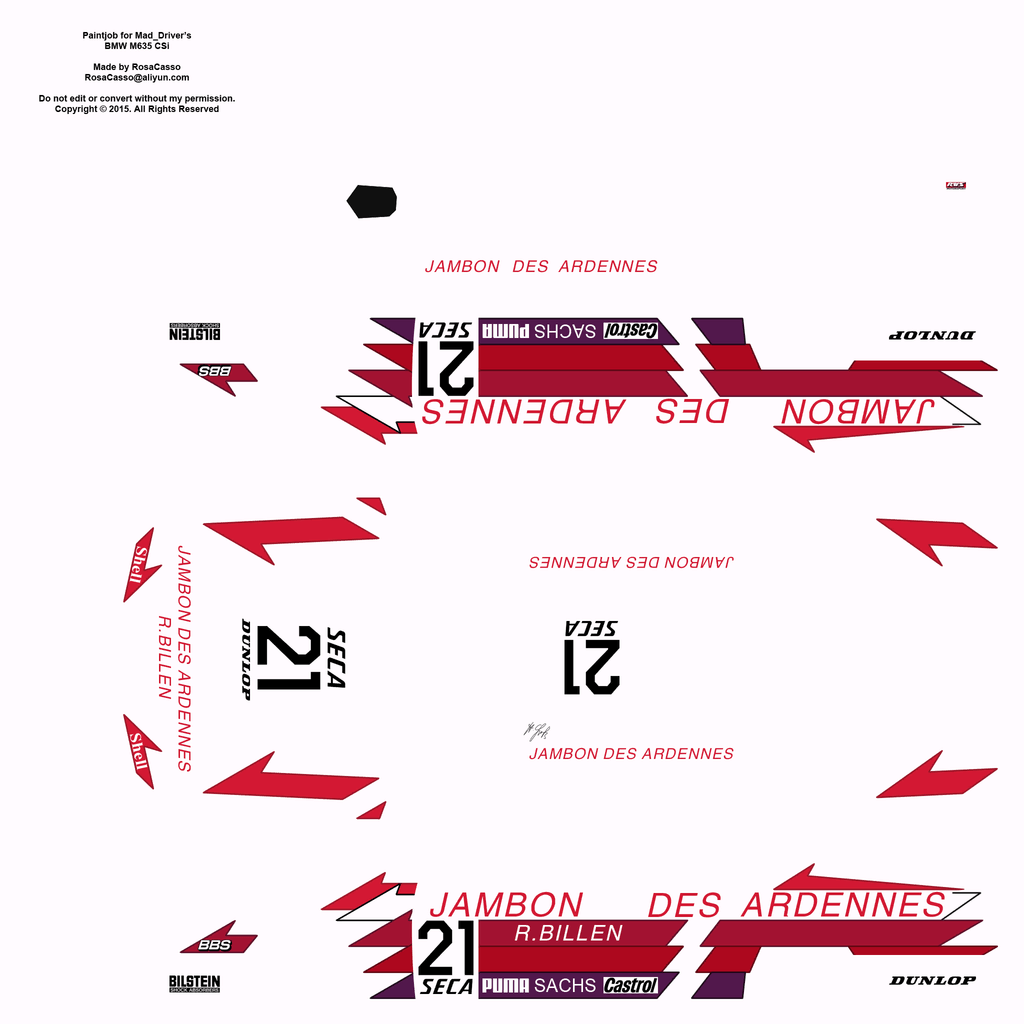 Paintjob for Mad_Driver's
BMW M635 CSi
Made by RosaCasso
RosaCasso@aliyun.com
Do not edit or convert without my permission.
Copyright © 2015. All Rights Reserved
JAMBON DES ARDENNES
BILSTEIN
SHOCK ABSORBERS
SECA
PUMA SACHS Castrol
DUNLOP
21
BBS
JAMBON DES ARDENNES
Shell
JAMBON DES ARDENNES
R.BILLEN
JAMBON DES ARDENNES
SECA
21
DUNLOP
SECA
21
Shell
JAMBON DES ARDENNES
JAMBON DES ARDENNES
21
R.BILLEN
BBS
BILSTEIN
SHOCK ABSORBERS
SECA
PUMA SACHS Castrol
DUNLOP